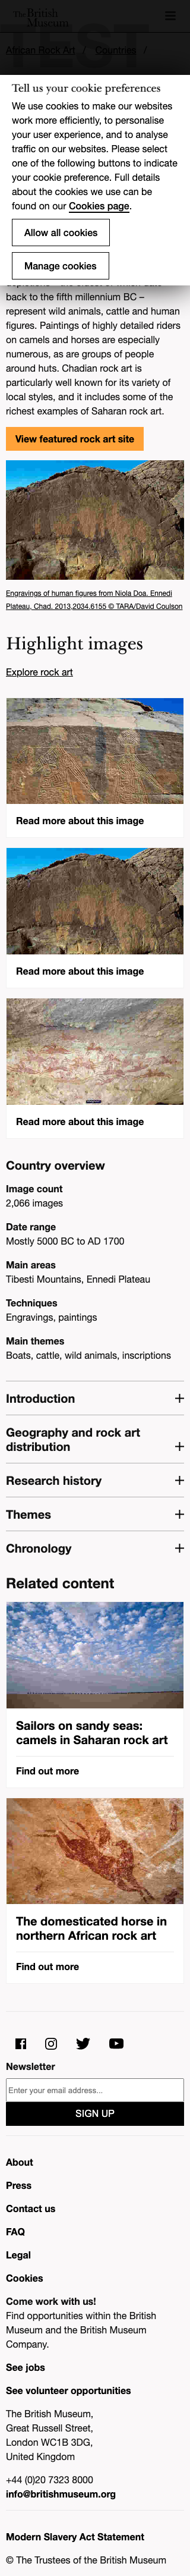 The British
Museum
African Rock Art / Countries /
Tell us your cookie preferences
We use cookies to make our websites
work more efficiently, to personalise
your user experience, and to analyse
traffic on our websites. Please select
one of the following buttons to indicate
your cookie preference. Full details
about the cookies we use can be
found on our Cookies page.
Allow all cookies
Manage cookies
back to the fifth millennium BC –
represent wild animals, cattle and human
figures. Paintings of highly detailed riders
on camels and horses are especially
numerous, as are groups of people
around huts. Chadian rock art is
particularly well known for its variety of
local styles, and it includes some of the
richest examples of Saharan rock art.
View featured rock art site
Engravings of human figures from Niola Doa. Ennedi
Plateau, Chad. 2013,2034.6155 © TARA/David Coulson
Highlight images
Explore rock art
Read more about this image
Read more about this image
Read more about this image
Country overview
Image count
2,066 images
Date range
Mostly 5000 BC to AD 1700
Main areas
Tibesti Mountains, Ennedi Plateau
Techniques
Engravings, paintings
Main themes
Boats, cattle, wild animals, inscriptions
Introduction +
Geography and rock art
distribution +
Research history +
Themes +
Chronology +
Related content
Sailors on sandy seas:
camels in Saharan rock art
Find out more
The domesticated horse in
northern African rock art
Find out more
Newsletter
Enter your email address...
SIGN UP
About
Press
Contact us
FAQ
Legal
Cookies
Come work with us!
Find opportunities within the British
Museum and the British Museum
Company.
See jobs
See volunteer opportunities
The British Museum,
Great Russell Street,
London WC1B 3DG,
United Kingdom
+44 (0)20 7323 8000
info@britishmuseum.org
Modern Slavery Act Statement
© The Trustees of the British Museum